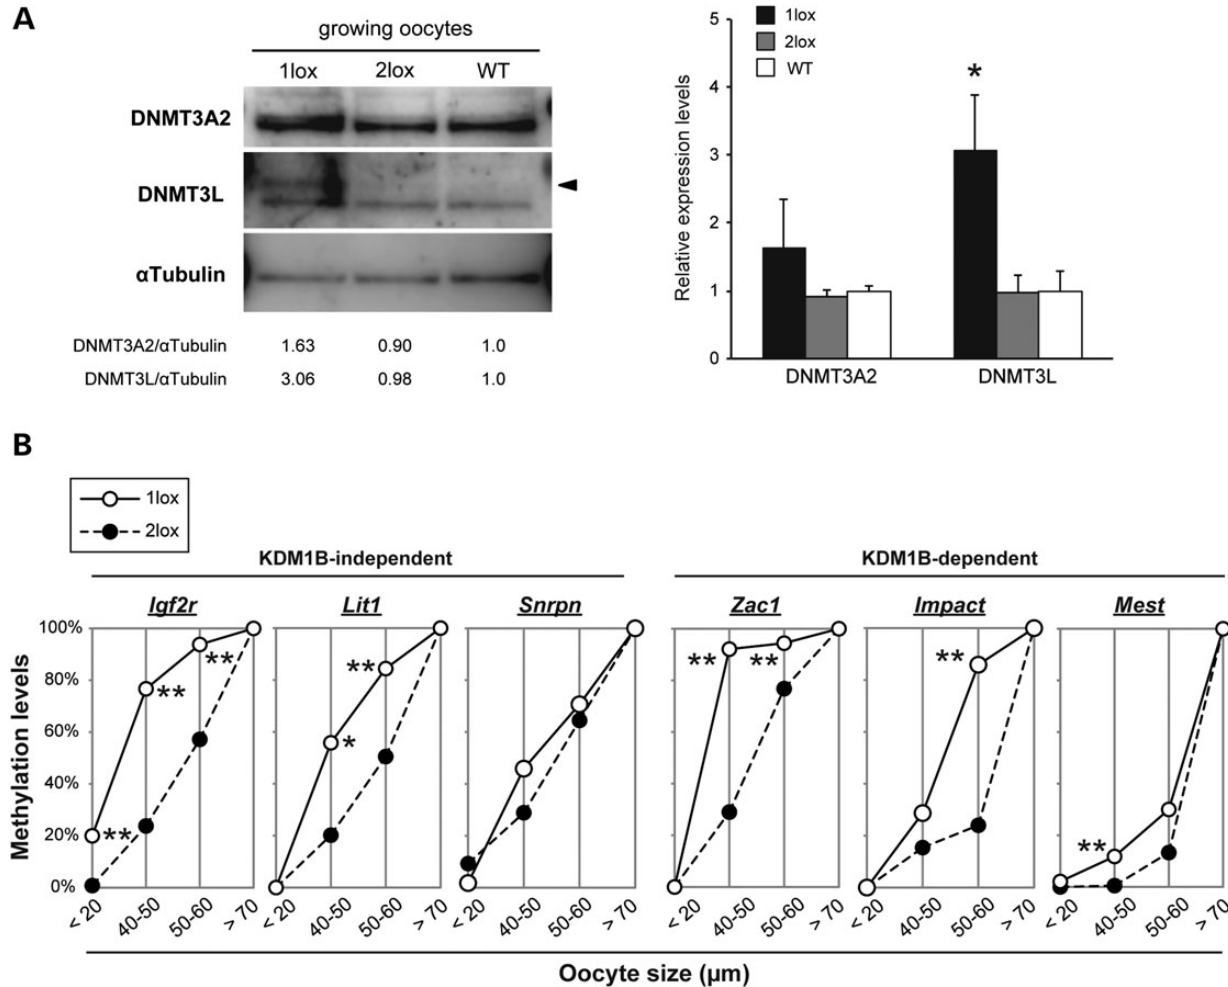 A
growing oocytes
1lox 2lox WT
DNMT3A2
DNMT3L
αTubulin
DNMT3A2/αTubulin 1.63 0.90 1.0
DNMT3L/αTubulin 3.06 0.98 1.0
1lox
2lox
WT
*
Relative expression levels
5
4
3
2
1
0
DNMT3A2 DNMT3L
B
1lox
2lox
KDM1B-independent KDM1B-dependent
Igf2r Lit1 Snrpn Zac1 Impact Mest
Methylation levels
100%
80%
60%
40%
20%
0%
** ** **
* **
** **
**
**
< 20 40-50 50-60 > 70 < 20 40-50 50-60 > 70 < 20 40-50 50-60 > 70 < 20 40-50 50-60 > 70 < 20 40-50 50-60 > 70 < 20 40-50 50-60 > 70
Oocyte size (μm)